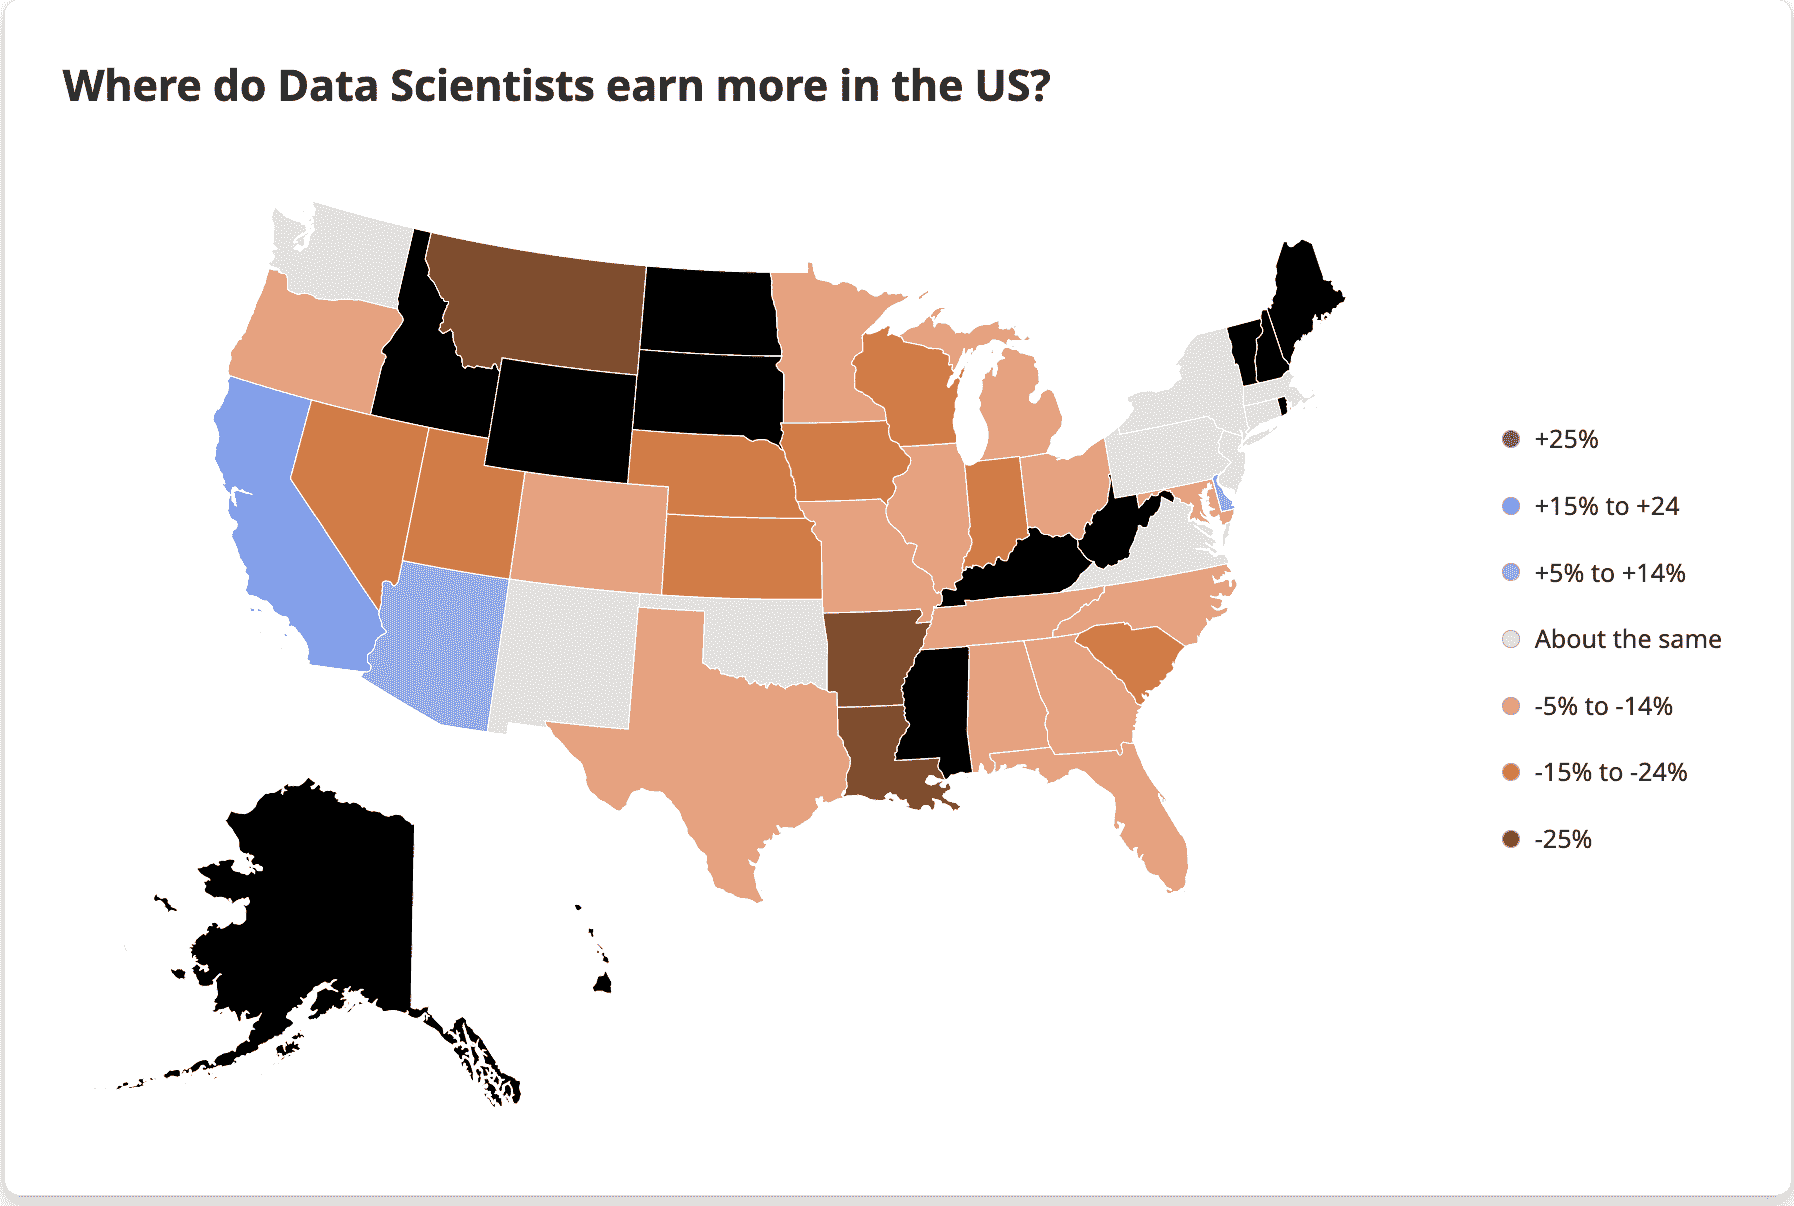 Where do Data Scientists earn more in the US?
+25%
+15% to +24
+5% to +14%
About the same
-5% to -14%
-15% to -24%
-25%